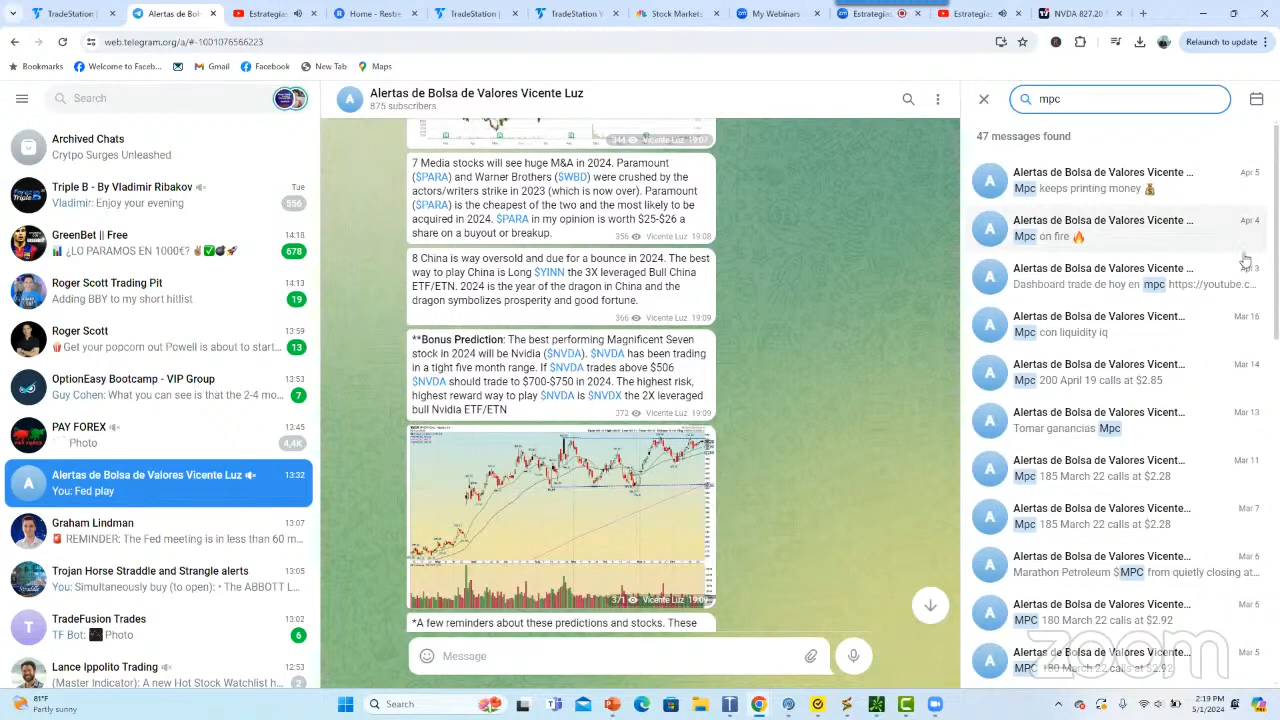 TradeStation
Alertas de Bol
Estrategias
Home - Restre
TradeStation
TradeStation V
Stock Markets
My Webinars
Estrategias
Estrategias
NVDA 827.20
web.telegram.org/a/#-1001076566223
Relaunch to update
Bookmarks
Welcome to Faceb...
Gmail
Facebook
New Tab
Maps
Search
Archived Chats
Crytpo Surges Unleashed
Triple B - By Vladimir Ribakov
Tue
Vladimir: Enjoy your evening
556
GreenBet || Free
14:18
¿LO PARAMOS EN 1000€?
678
Roger Scott Trading Pit
14:13
Adding BBY to my short hitlist
19
Roger Scott
13:59
Get your popcom out Powell is about to start...
13
OptionEasy Bootcamp - VIP Group
13:53
Guy Cohen: What you can see is that the 2-4 mo...
7
PAY FOREX
13:45
Photo
4,4K
Alertas de Bolsa de Valores Vicente Luz
13:32
You: Fed play
Graham Lindman
13:07
REMINDER: The Fed meeting is in less than 60 m...
Trojan Horse Straddle and Strangle alerts
13:05
You: Simultaneously buy (to open): • The ABBOTT L...
TradeFusion Trades
13:02
TF Bot: Photo
6
Lance Ippolito Trading
12:53
(Master Indicator): A new Hot Stock Watchlist h...
2
Alertas de Bolsa de Valores Vicente Luz
875 subscribers
344 Vicente Luz 19:07
7 Media stocks will see huge M&A in 2024. Paramount
($PARA) and Warner Brothers ($WBD) were crushed by the
actors/writers strike in 2023 (which is now over). Paramount
($PARA) is the cheapest of the two and the most likely to be
acquired in 2024. $PARA in my opinion is worth $25-$26 a
share on a buyout or breakup.
356 Vicente Luz 19:08
8 China is way oversold and due for a bounce in 2024. The best
way to play China is Long $YINN the 3X leveraged Bull China
ETF/ETN. 2024 is the year of the dragon in China and the
dragon symbolizes prosperity and good fortune.
366 Vicente Luz 19:09
**Bonus Prediction: The best performing Magnificent Seven
stock in 2024 will be Nvidia ($NVDA). $NVDA has been trading
in a tight five month range. If $NVDA trades above $506
$NVDA should trade to $700-$750 in 2024. The highest risk,
highest reward way to play $NVDA is $NVDX the 2X leveraged
bull Nvidia ETF/ETN
372 Vicente Luz 19:09
371 Vicente Luz 19:09
*A few reminders about these predictions and stocks. These
Message
mpc
47 messages found
Alertas de Bolsa de Valores Vicente ...
Apr 5
Mpc keeps printing money
Alertas de Bolsa de Valores Vicente ...
Apr 4
Mpc on fire
Alertas de Bolsa de Valores Vicente ...
Apr 3
Dashboard trade de hoy en mpc https://youtube.c...
Alertas de Bolsa de Valores Vicent...
Mar 16
Mpc con liquidity iq
Alertas de Bolsa de Valores Vicent...
Mar 14
Mpc 200 April 19 calls at $2.85
Alertas de Bolsa de Valores Vicent...
Mar 13
Tomar ganancias Mpc
Alertas de Bolsa de Valores Vicent...
Mar 11
Mpc 185 March 22 calls at $2.28
Alertas de Bolsa de Valores Vicente...
Mar 7
Mpc 185 March 22 calls at $2.28
Alertas de Bolsa de Valores Vicente...
Mar 6
Marathon Petroleum $MPC from quietly closing at...
Alertas de Bolsa de Valores Vicente...
Mar 6
MPC 180 March 22 calls at $2.92
Alertas de Bolsa de Valores Vicente...
Mar 5
MPC 180 March 22 calls at $2.92
zoom
81°F
Partly sunny
Search
2:19 PM
5/1/2024